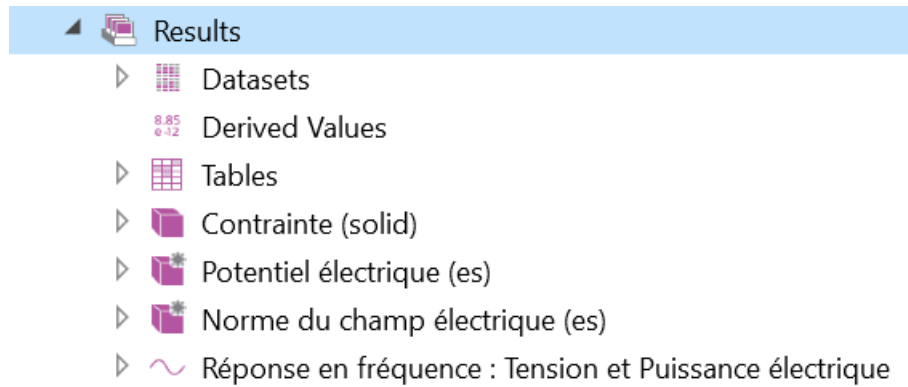 Results
Datasets
8.85
e-12
Derived Values
Tables
Contrainte (solid)
Potentiel électrique (es)
Norme du champ électrique (es)
Réponse en fréquence : Tension et Puissance électrique